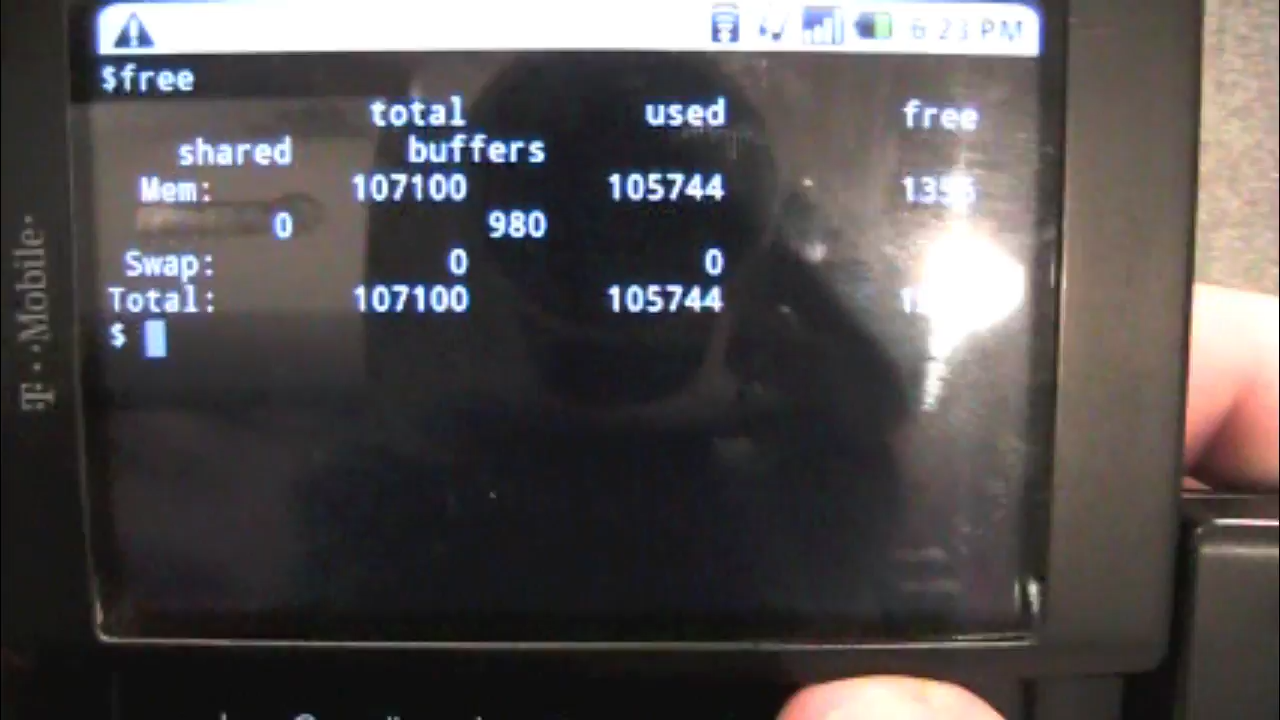 6:23 PM
$free
total used free
shared buffers
Mem: 107100 105744 1356
0 980
Swap: 0 0
Total: 107100 105744
$
T··Mobile·